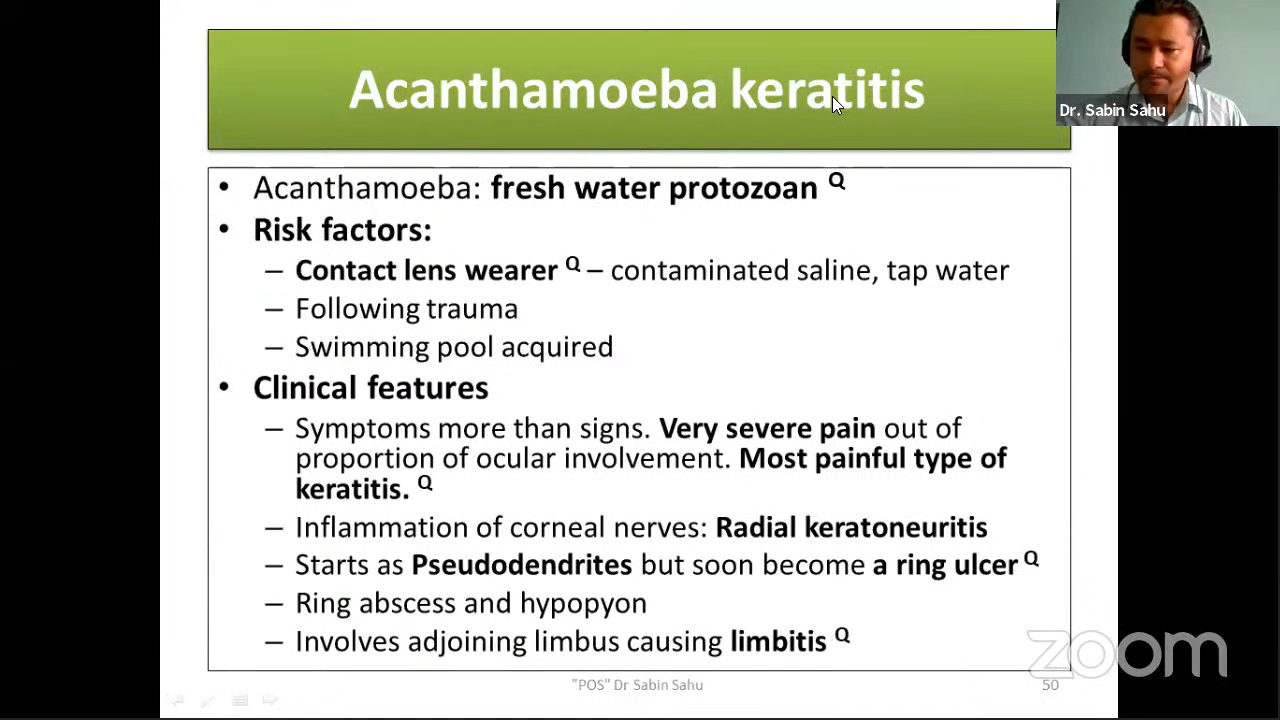 Acanthamoeba keratitis
Dr. Sabin Sahu
• Acanthamoeba: fresh water protozoan Q
• Risk factors:
– Contact lens wearer Q – contaminated saline, tap water
– Following trauma
– Swimming pool acquired
• Clinical features
– Symptoms more than signs. Very severe pain out of
proportion of ocular involvement. Most painful type of
keratitis. Q
– Inflammation of corneal nerves: Radial keratoneuritis
– Starts as Pseudodendrites but soon become a ring ulcer Q
– Ring abscess and hypopyon
– Involves adjoining limbus causing limbitis Q
zoom
"POS" Dr Sabin Sahu
50